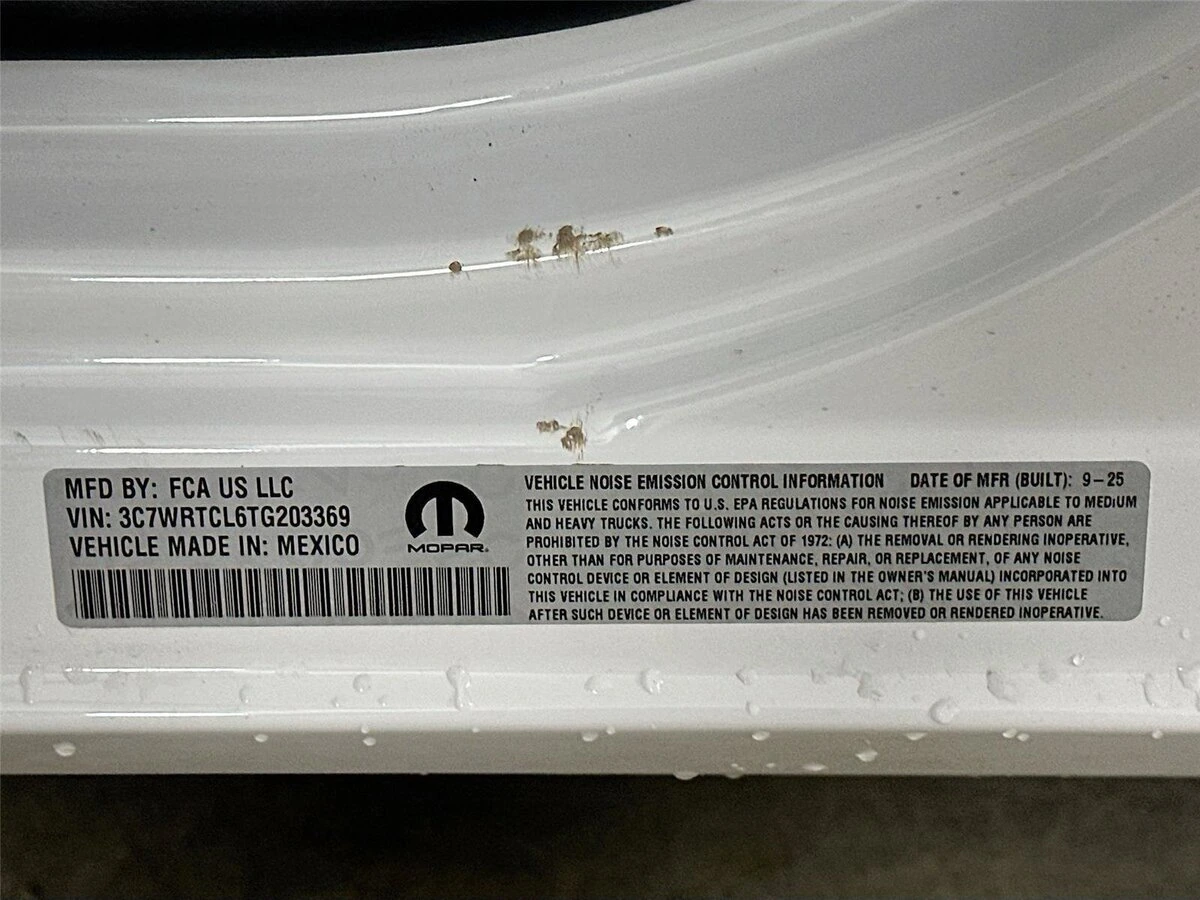 MFD BY: FCA US LLC
VIN: 3C7WRTCL6TG203369
VEHICLE MADE IN: MEXICO
MOPAR®
VEHICLE NOISE EMISSION CONTROL INFORMATION DATE OF MFR (BUILT): 9-25
THIS VEHICLE CONFORMS TO U.S. EPA REGULATIONS FOR NOISE EMISSION APPLICABLE TO MEDiUM
AND HEAVY TRUCKS. THE FOLLOWING ACTS OR THE CAUSING THEREOF BY ANY PERSON ARE
PROHIBITED BY THE NOISE CONTROL ACT OF 1972: (A) THE REMOVAL OR RENDERING INOPERATIVE,
OTHER THAN FOR PURPOSES OF MAINTENANCE, REPAIR, OR REPLACEMENT, OF ANY NOISE
CONTROL DEVICE OR ELEMENT OF DESIGN (LISTED IN THE OWNER'S MANUAL) INCORPORATED INTO
THIS VEHICLE IN COMPLIANCE WITH THE NOISE CONTROL ACT; (B) THE USE OF THIS VEHICLE
AFTER SUCH DEVICE OR ELEMENT OF DESIGN HAS BEEN REMOVED OR RENDERED INOPERATIVE.